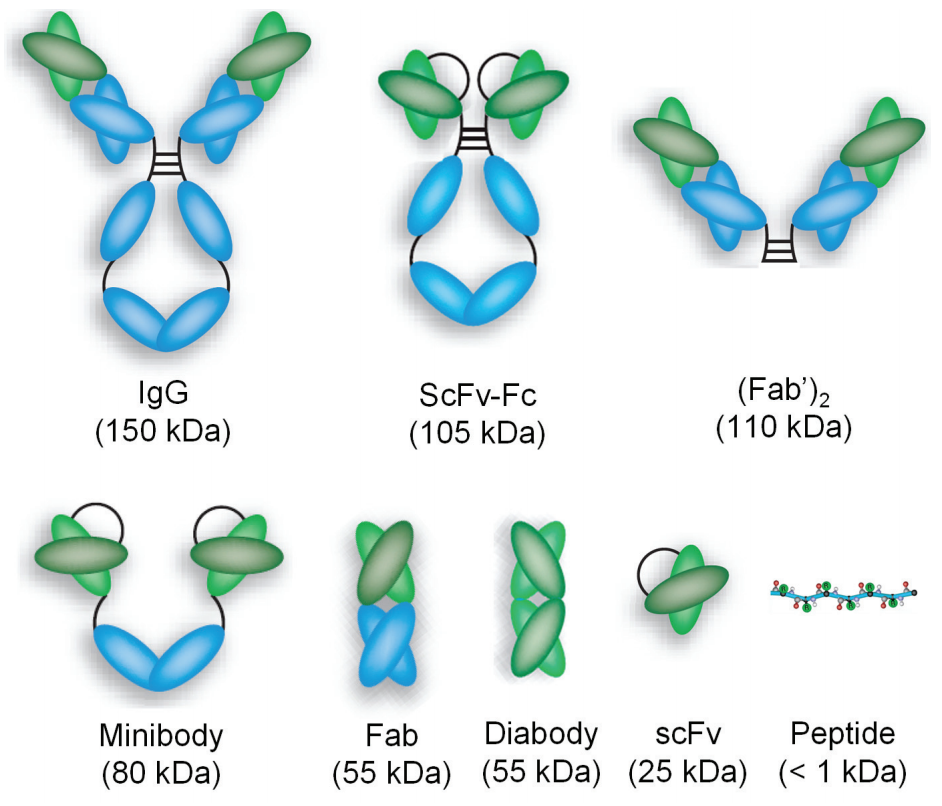 IgG
(150 kDa)
ScFv-Fc
(105 kDa)
(Fab’)₂
(110 kDa)
Minibody
(80 kDa)
Fab
(55 kDa)
Diabody
(55 kDa)
scFv
(25 kDa)
Peptide
(< 1 kDa)